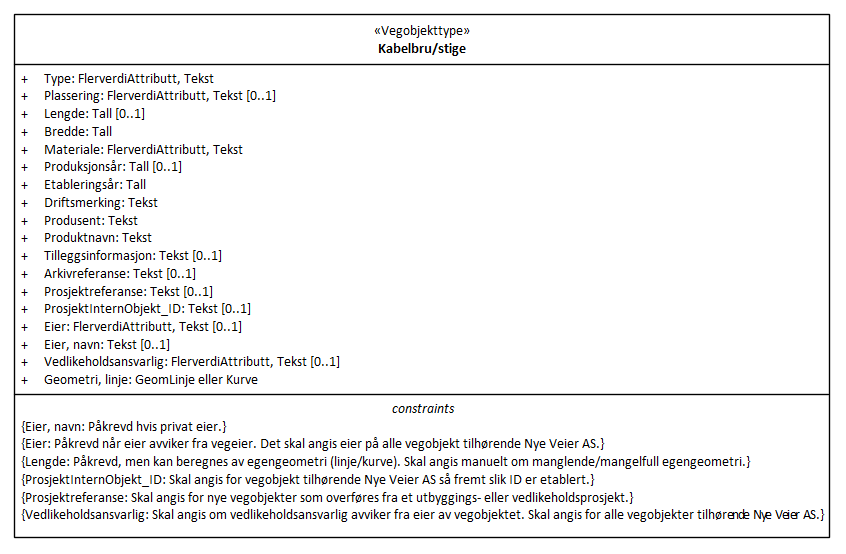 «Vegobjekttype»
Kabelbru/stige
+ Type: FlerverdiAttributt, Tekst
+ Plassering: FlerverdiAttributt, Tekst [0..1]
+ Lengde: Tall [0..1]
+ Bredde: Tall
+ Materiale: FlerverdiAttributt, Tekst
+ Produksjonsår: Tall [0..1]
+ Etableringsår: Tall
+ Driftsmerking: Tekst
+ Produsent: Tekst
+ Produktnavn: Tekst
+ Tilleggsinformasjon: Tekst [0..1]
+ Arkivreferanse: Tekst [0..1]
+ Prosjektreferanse: Tekst [0..1]
+ ProsjektInternObjekt_ID: Tekst [0..1]
+ Eier: FlerverdiAttributt, Tekst [0..1]
+ Eier, navn: Tekst [0..1]
+ Vedlikeholdsansvarlig: FlerverdiAttributt, Tekst [0..1]
+ Geometri, linje: GeomLinje eller Kurve
constraints
{Eier, navn: Påkrevd hvis privat eier.}
{Eier: Påkrevd når eier avviker fra vegeier. Det skal angis eier på alle vegobjekt tilhørende Nye Veier AS.}
{Lengde: Påkrevd, men kan beregnes av egengeometri (linje/kurve). Skal angis manuelt om manglende/mangelfull egengeometri.}
{ProsjektInternObjekt_ID: Skal angis for vegobjekt tilhørende Nye Veier AS så fremt slik ID er etablert.}
{Prosjektreferanse: Skal angis for nye vegobjekter som overføres fra et utbyggings- eller vedlikeholdsprosjekt.}
{Vedlikeholdsansvarlig: Skal angis om vedlikeholdsansvarlig avviker fra eier av vegobjektet. Skal angis for alle vegobjekter tilhørende Nye Veier AS.}